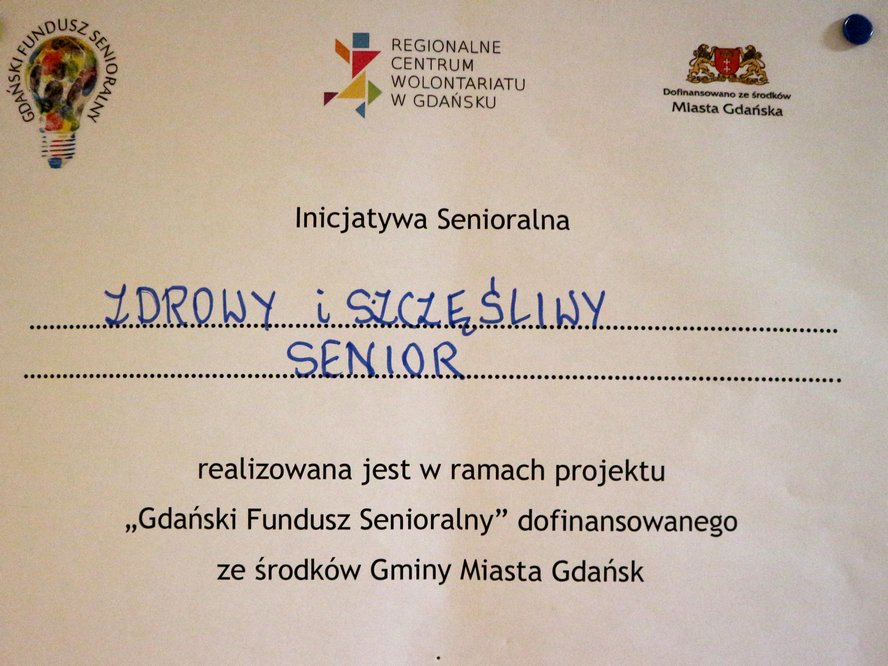 GDAŃSKI FUNDUSZ SENIORALNY
REGIONALNE
CENTRUM
WOLONTARIATU
W GDAŃSKU
Dofinansowano ze środków
Miasta Gdańska
Inicjatywa Senioralna
ZDROWY i SZCZĘŚLIWY
SENIOR
realizowana jest w ramach projektu
„Gdański Fundusz Senioralny” dofinansowanego
ze środków Gminy Miasta Gdańsk